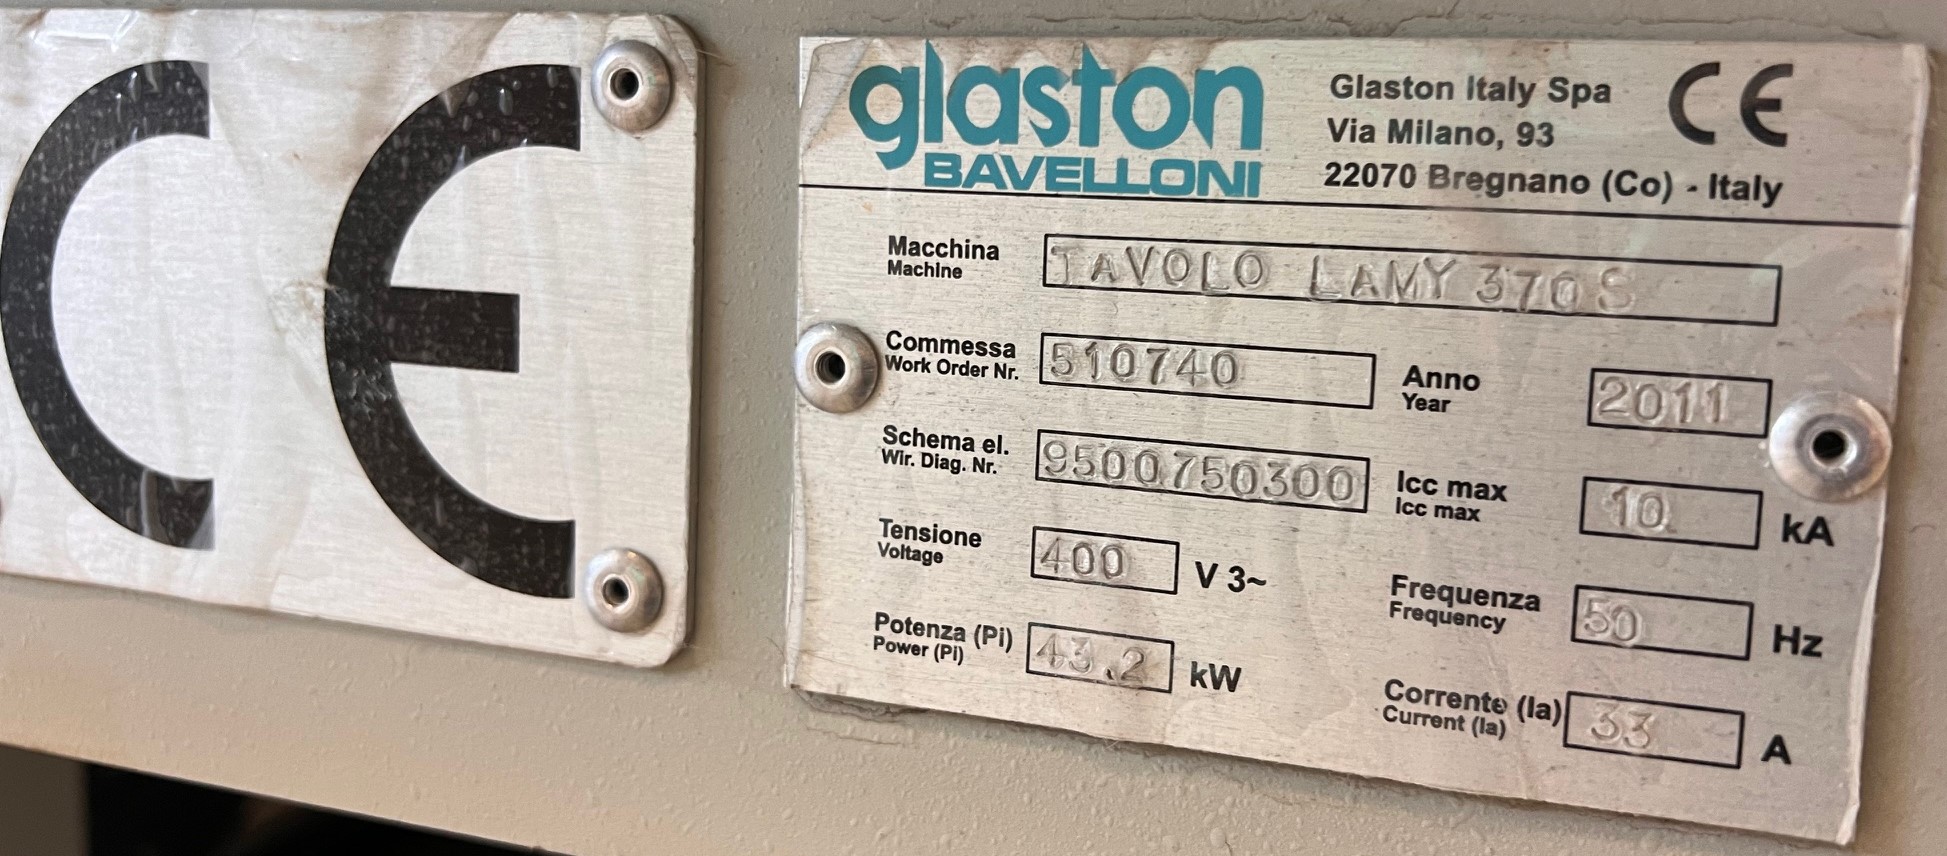 CE
glaston
BAVELLONI
Glaston Italy Spa
Via Milano, 93
22070 Bregnano (Co) - Italy
CE
Macchina
Machine
TAVOLO LAMY 370S
Commessa
Work Order Nr.
510740
Anno
Year
2011
Schema el.
Wir. Diag. Nr.
9500750300
Icc max
Icc max
10 kA
Tensione
Voltage
400 V 3~
Frequenza
Frequency
50 Hz
Potenza (Pi)
Power (Pi)
43.2 kW
Corrente (Ia)
Current (Ia)
33 A